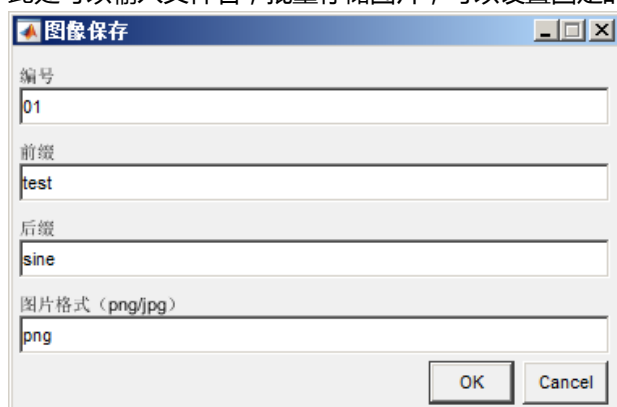 图像保存
编号
01
前缀
test
后缀
sine
图片格式（png/jpg）
png
OK Cancel